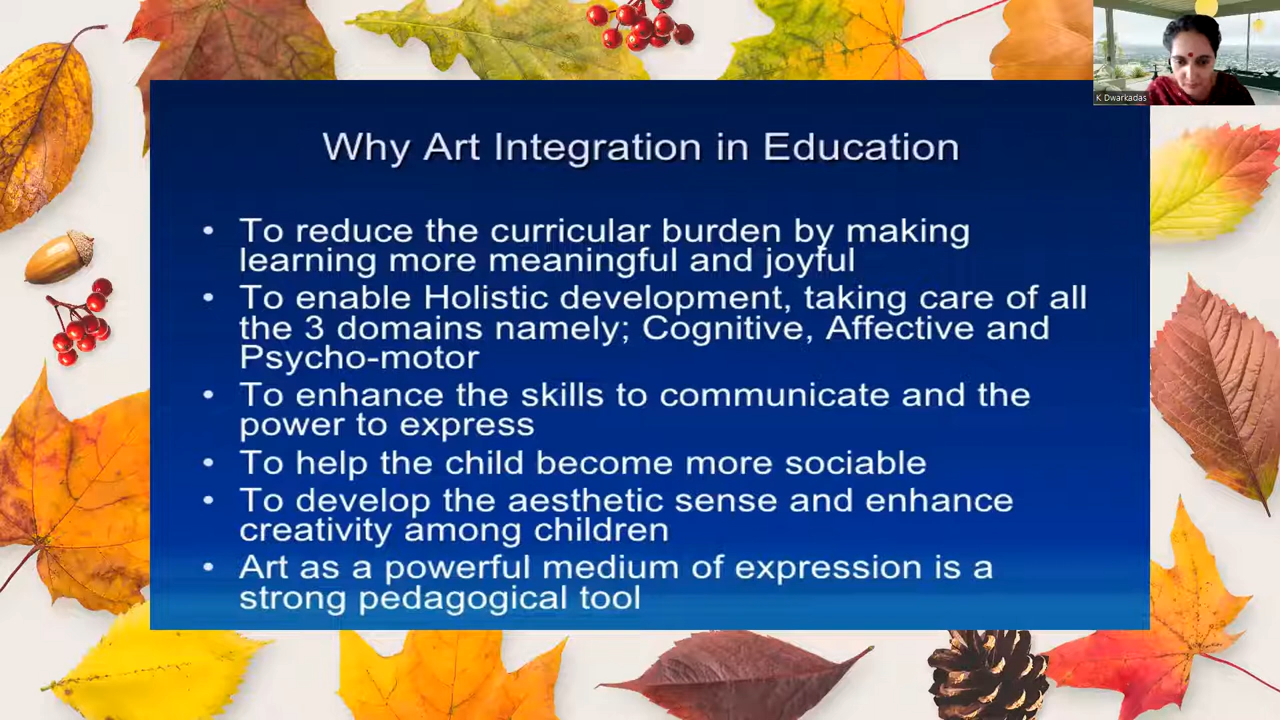 K Dwarkadas
Why Art Integration in Education
• To reduce the curricular burden by making
learning more meaningful and joyful
• To enable Holistic development, taking care of all
the 3 domains namely; Cognitive, Affective and
Psycho-motor
• To enhance the skills to communicate and the
power to express
• To help the child become more sociable
• To develop the aesthetic sense and enhance
creativity among children
• Art as a powerful medium of expression is a
strong pedagogical tool